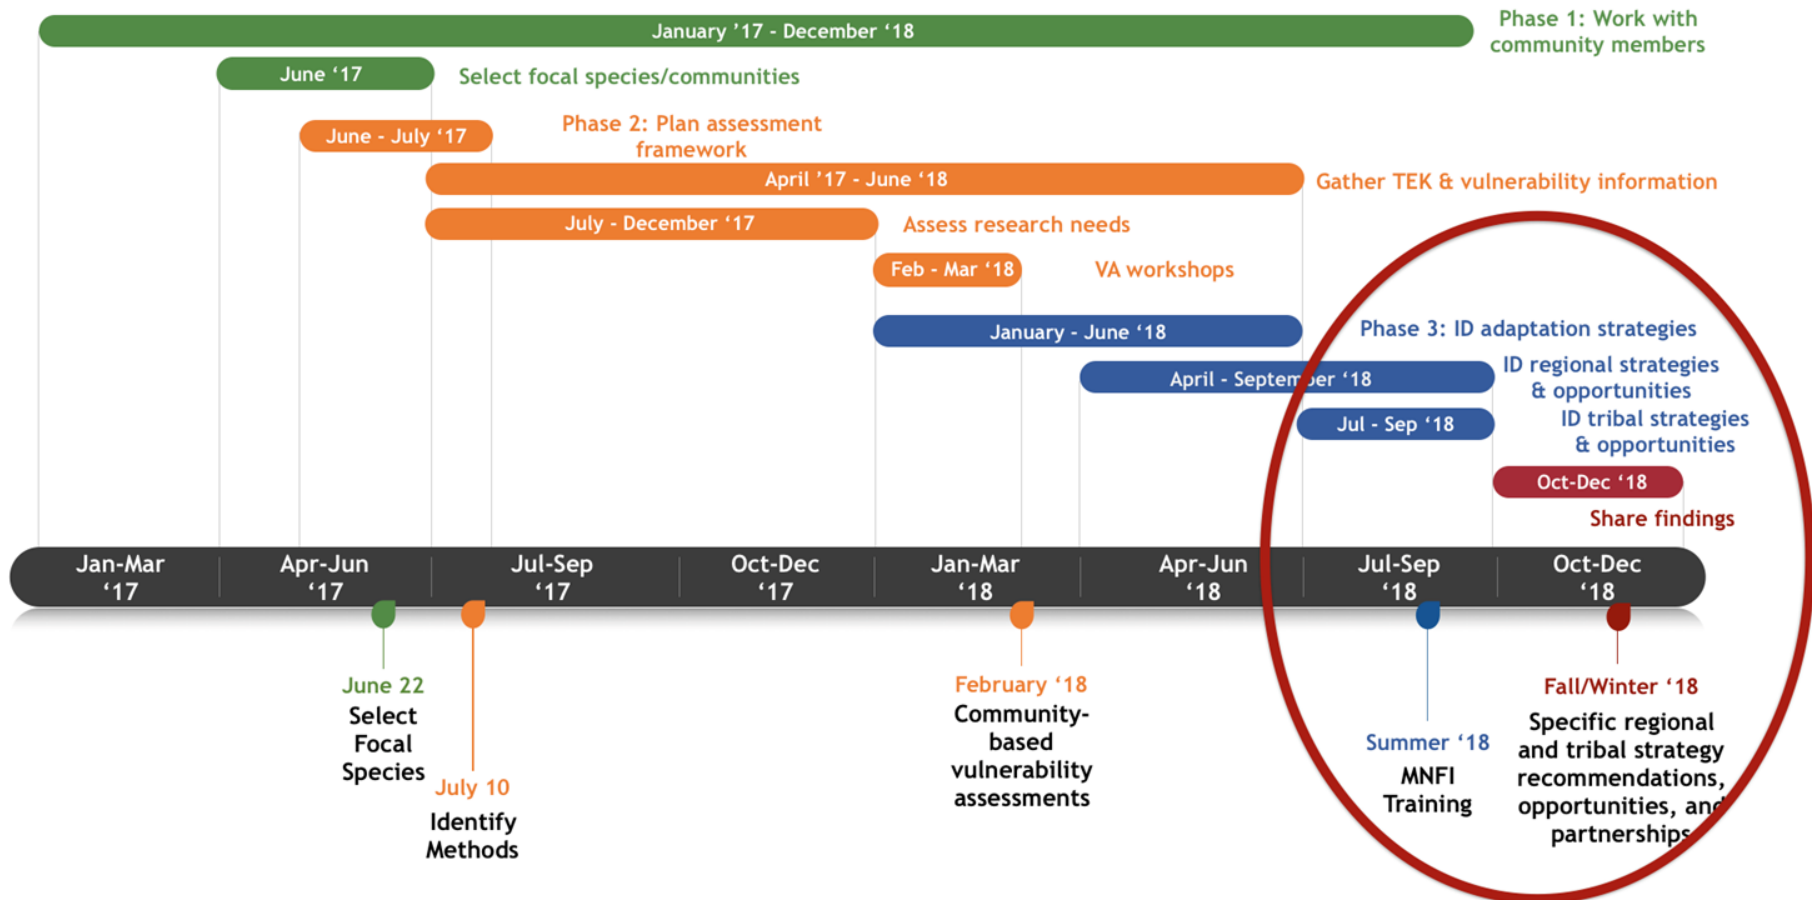 January ’17 - December ‘18
Phase 1: Work with
community members
June ‘17
Select focal species/communities
June - July ‘17
Phase 2: Plan assessment
framework
April ’17 - June ‘18
Gather TEK & vulnerability information
July - December ‘17
Assess research needs
Feb - Mar ‘18
VA workshops
January - June ‘18
Phase 3: ID adaptation strategies
April - September ‘18
ID regional strategies
& opportunities
Jul - Sep ‘18
ID tribal strategies
& opportunities
Oct-Dec ‘18
Share findings
Jan-Mar
‘17
Apr-Jun
‘17
Jul-Sep
‘17
Oct-Dec
‘17
Jan-Mar
‘18
Apr-Jun
‘18
Jul-Sep
‘18
Oct-Dec
‘18
June 22
Select
Focal
Species
July 10
Identify
Methods
February ‘18
Community-
based
vulnerability
assessments
Summer ‘18
MNFI
Training
Fall/Winter ‘18
Specific regional
and tribal strategy
recommendations,
opportunities, and
partnerships